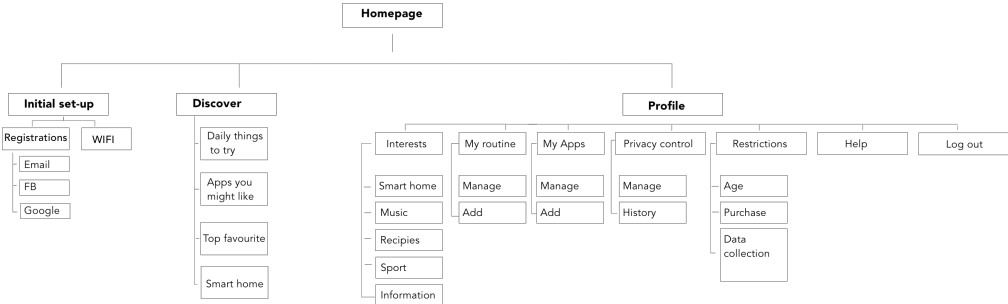 Homepage
Initial set-up
Discover
Profile
Registrations
WIFI
Email
FB
Google
Daily things
to try
Apps you
might like
Top favourite
Smart home
Interests
Smart home
Music
Recipies
Sport
Information
My routine
Manage
Add
My Apps
Manage
Add
Privacy control
Manage
History
Restrictions
Age
Purchase
Data
collection
Help
Log out